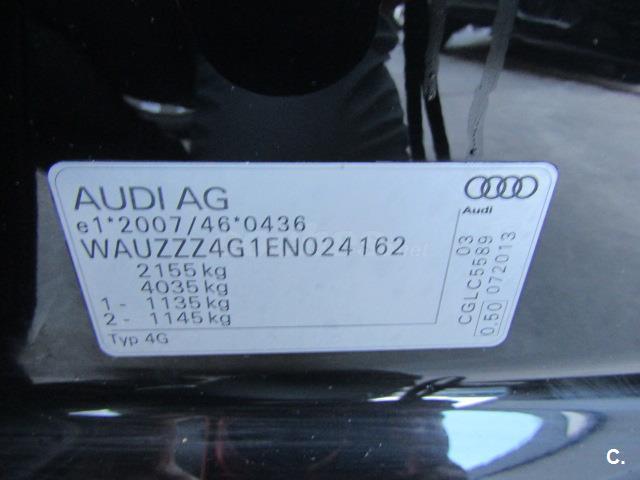 AUDI AG
e1*2007/46*0436
WAUZZZ4G1EN024162
2155 kg
4035 kg
1 - 1135 kg
2 - 1145 kg
Typ 4G
Audi
CGLC5589 03
0.50 072013
C.